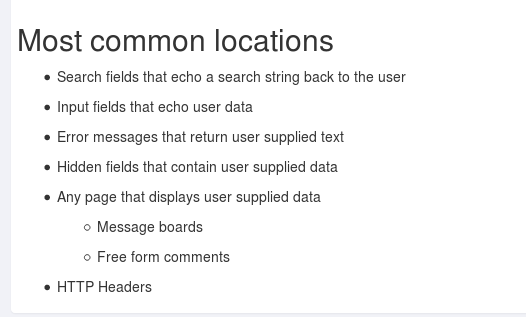 Most common locations
Search fields that echo a search string back to the user
Input fields that echo user data
Error messages that return user supplied text
Hidden fields that contain user supplied data
Any page that displays user supplied data
Message boards
Free form comments
HTTP Headers